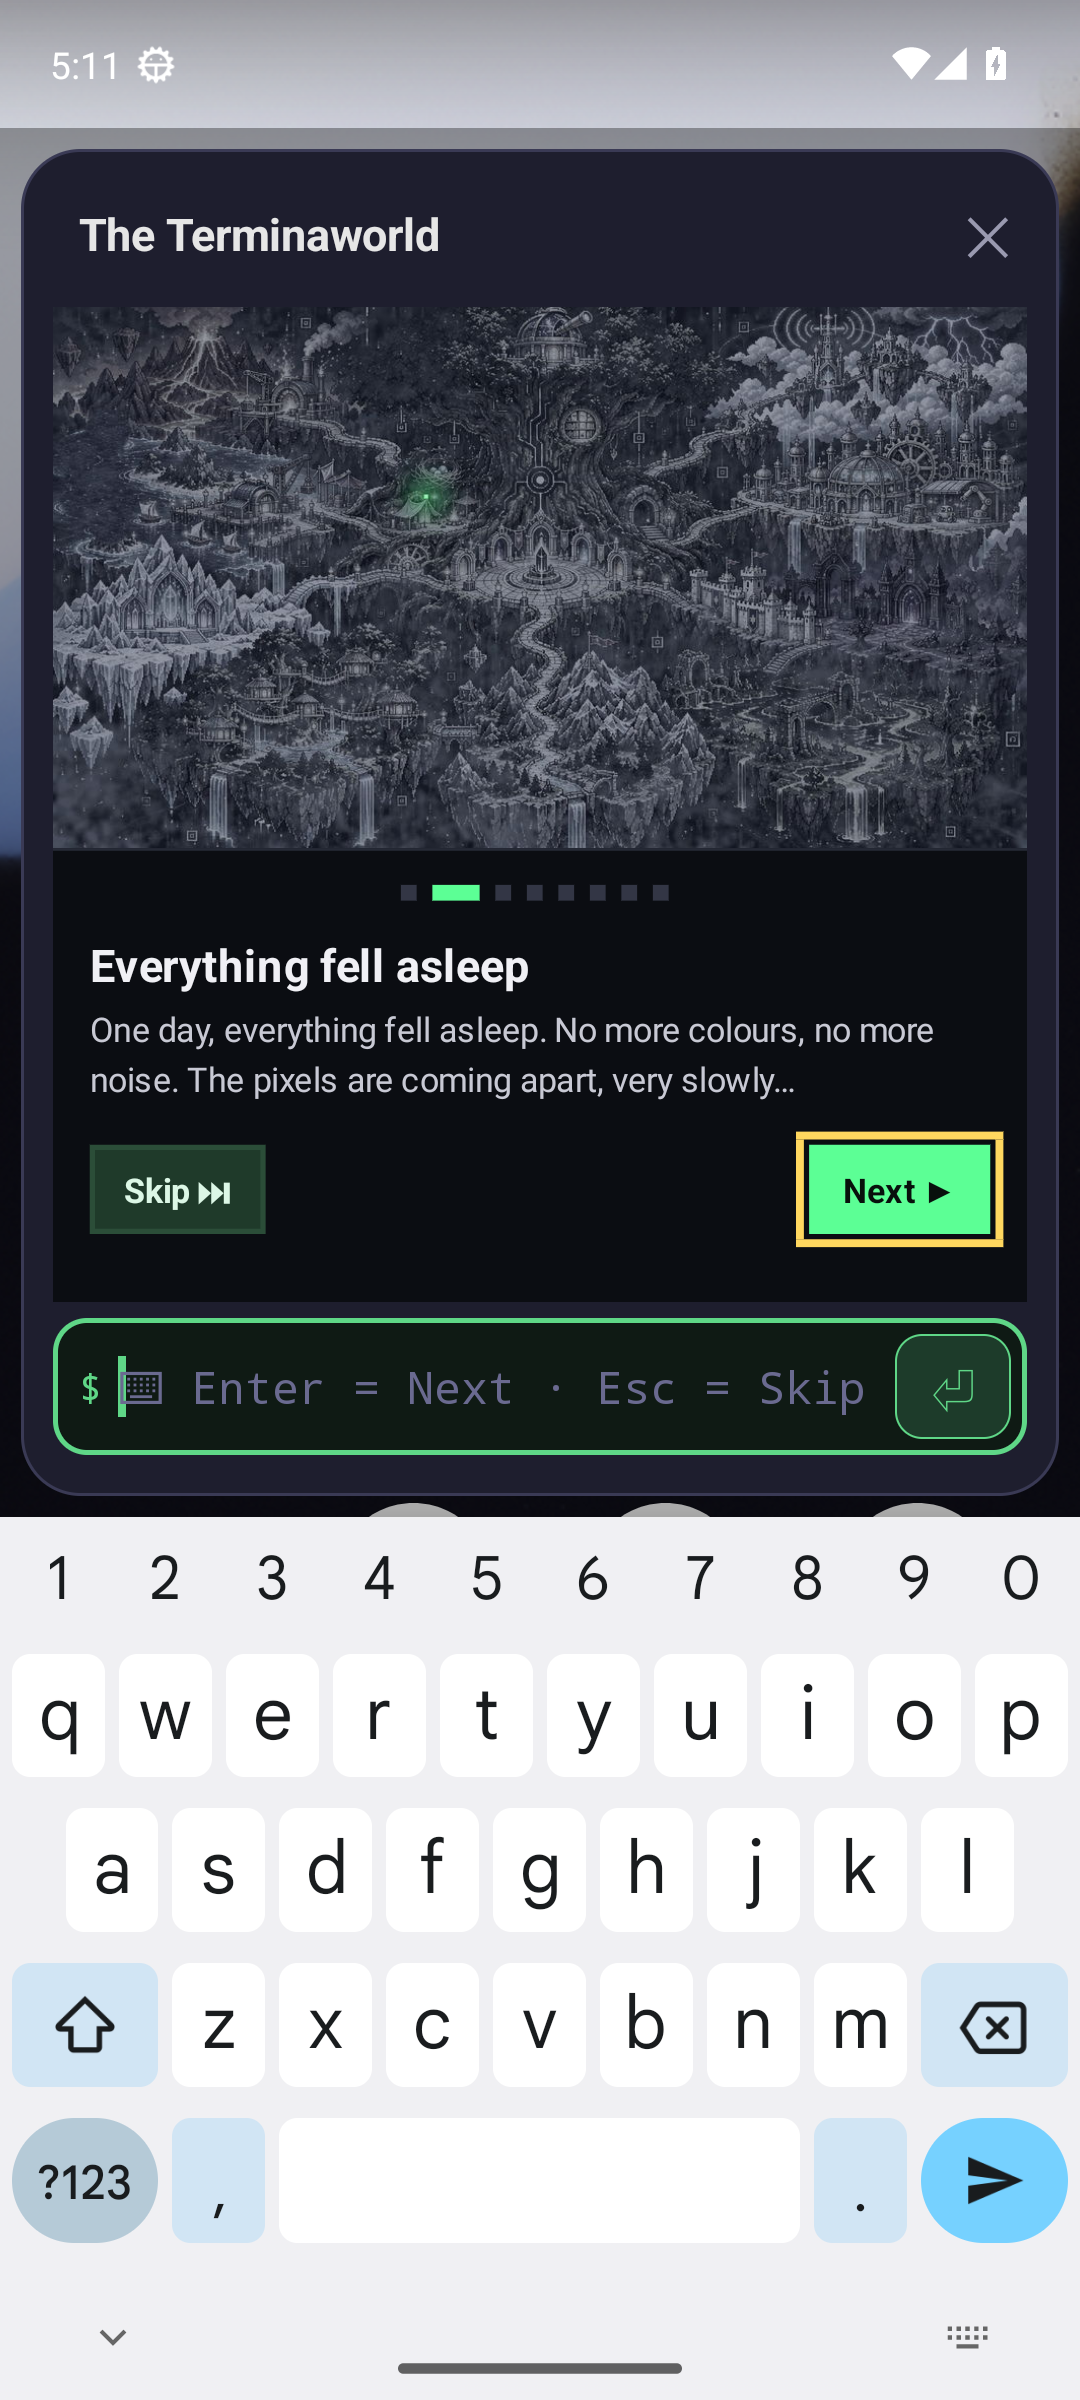 5:11
The Terminaworld
Everything fell asleep
One day, everything fell asleep. No more colours, no more
noise. The pixels are coming apart, very slowly…
Skip ⏭
Next ►
$ ⌨ Enter = Next · Esc = Skip
1 2 3 4 5 6 7 8 9 0
q w e r t y u i o p
a s d f g h j k l
z x c v b n m
?123 , .